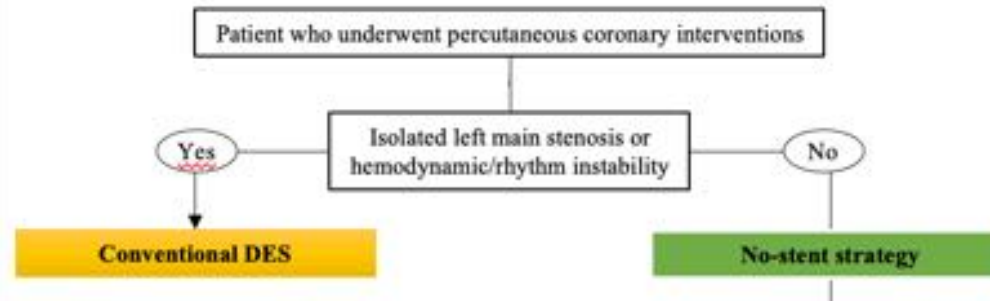 Patient who underwent percutaneous coronary interventions
Isolated left main stenosis or
hemodynamic/rhythm instability
Yes
No
Conventional DES
No-stent strategy